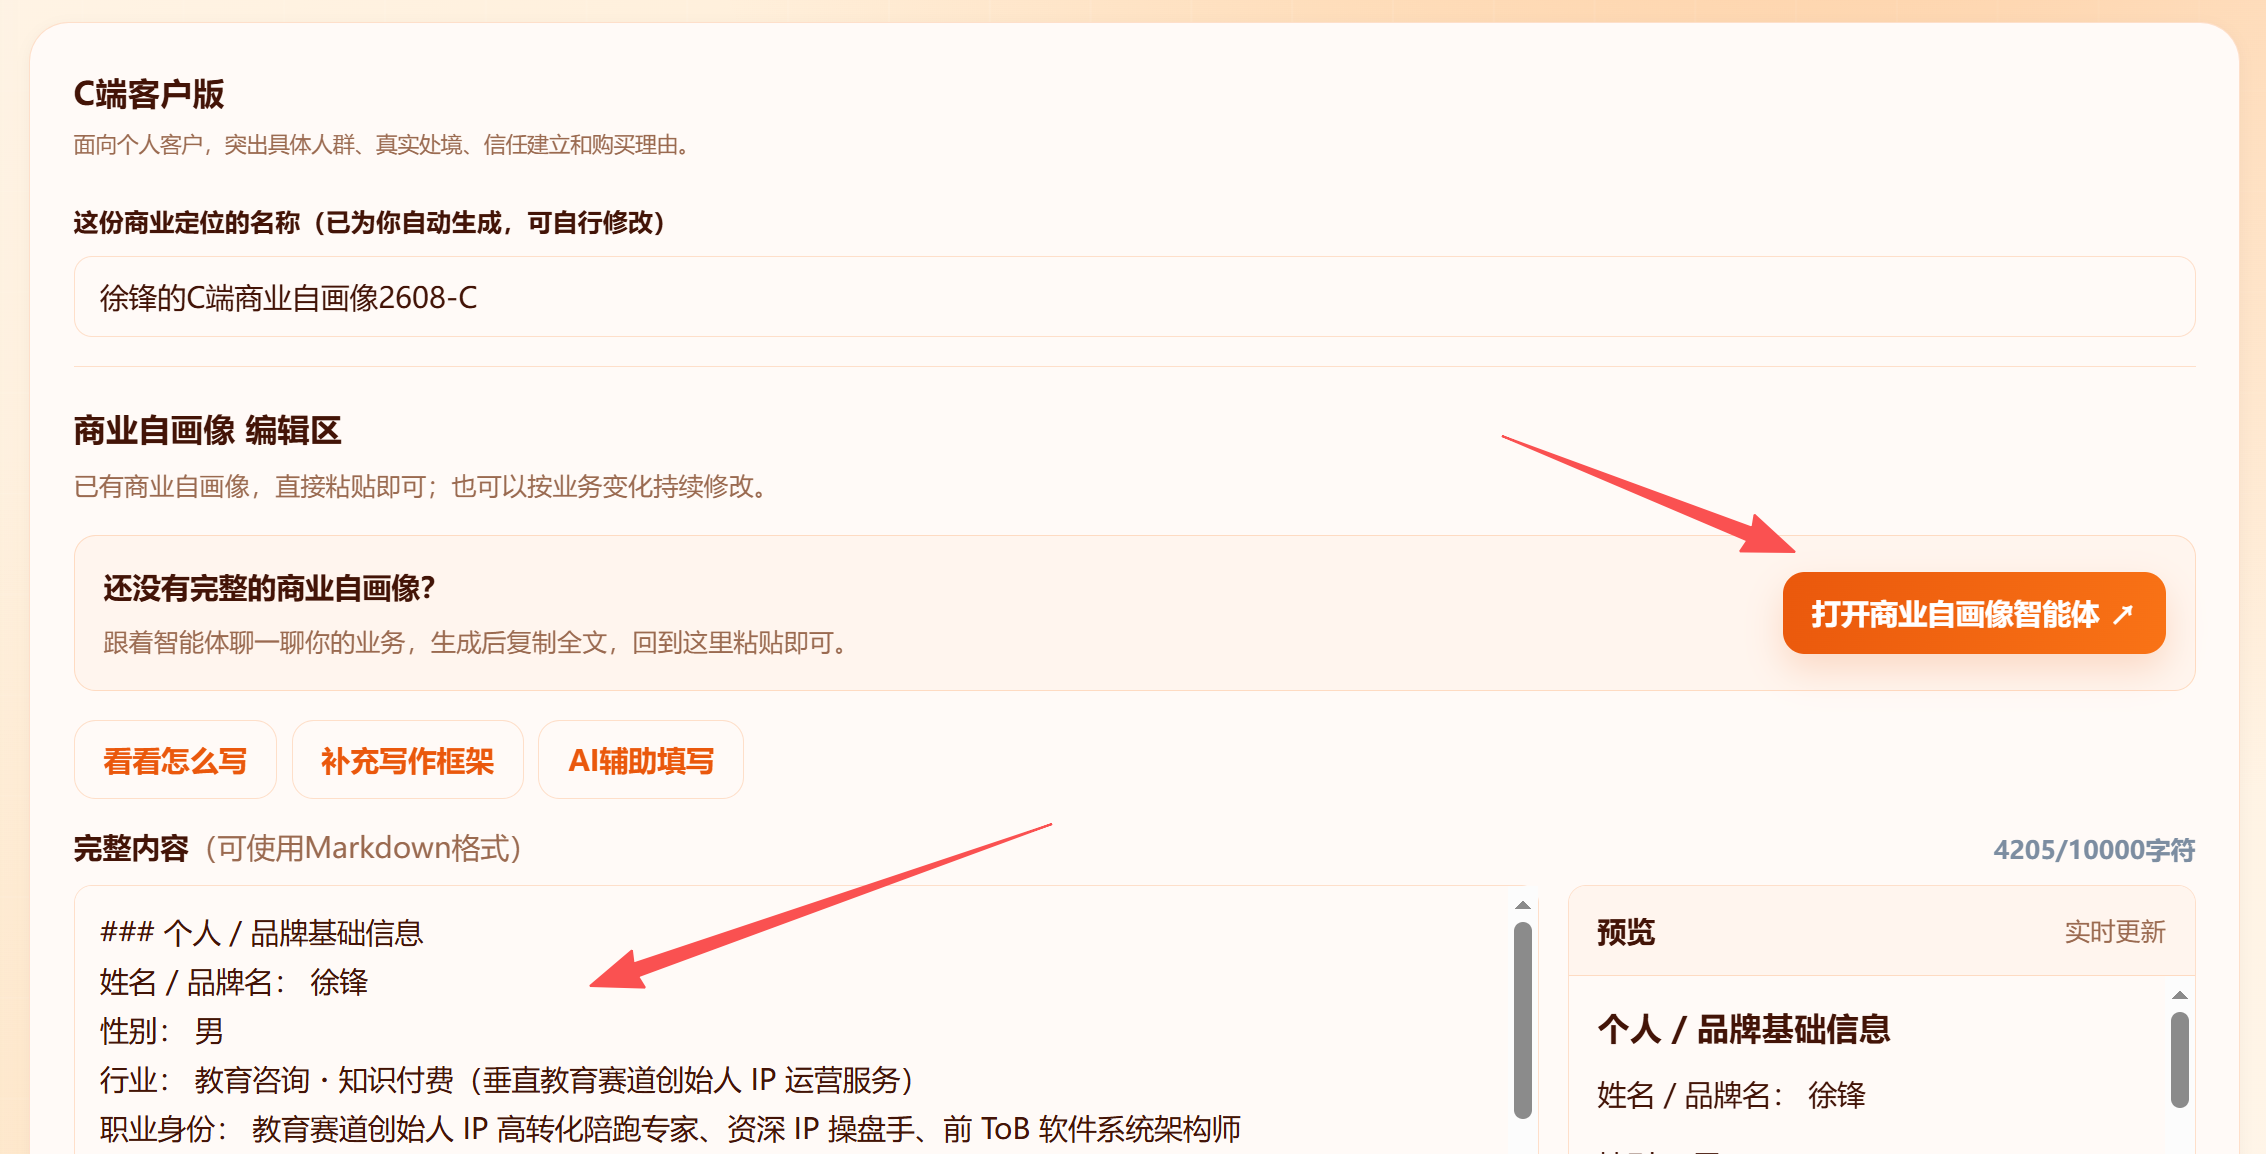 C端客户版
面向个人客户，突出具体人群、真实处境、信任建立和购买理由。
这份商业定位的名称（已为你自动生成，可自行修改）
徐锋的C端商业自画像2608-C
商业自画像 编辑区
已有商业自画像，直接粘贴即可；也可以按业务变化持续修改。
还没有完整的商业自画像？
跟着智能体聊一聊你的业务，生成后复制全文，回到这里粘贴即可。
打开商业自画像智能体 ↗
看看怎么写
补充写作框架
AI辅助填写
完整内容（可使用Markdown格式）
4205/10000字符
### 个人 / 品牌基础信息
姓名 / 品牌名： 徐锋
性别： 男
行业： 教育咨询・知识付费（垂直教育赛道创始人 IP 运营服务）
职业身份： 教育赛道创始人 IP 高转化陪跑专家、资深 IP 操盘手、前 ToB 软件系统架构师
预览
实时更新
个人 / 品牌基础信息
姓名 / 品牌名： 徐锋